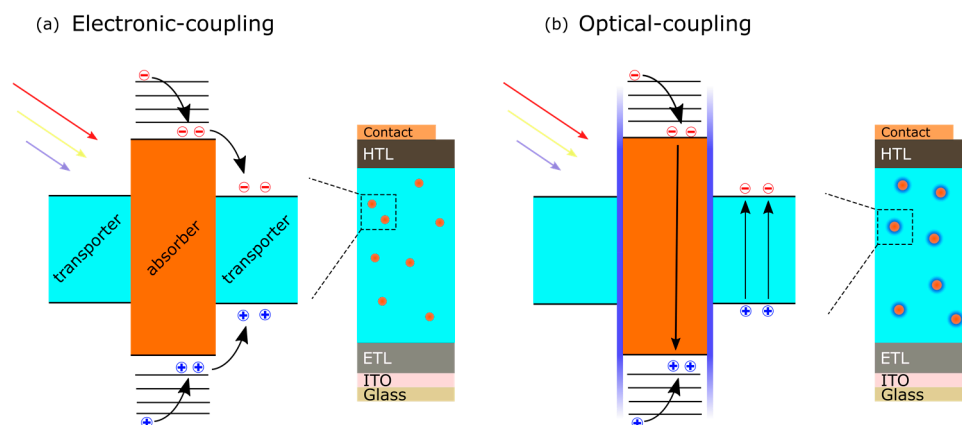 (a) Electronic-coupling
transporter
absorber
transporter
Contact
HTL
ETL
ITO
Glass
(b) Optical-coupling
Contact
HTL
ETL
ITO
Glass